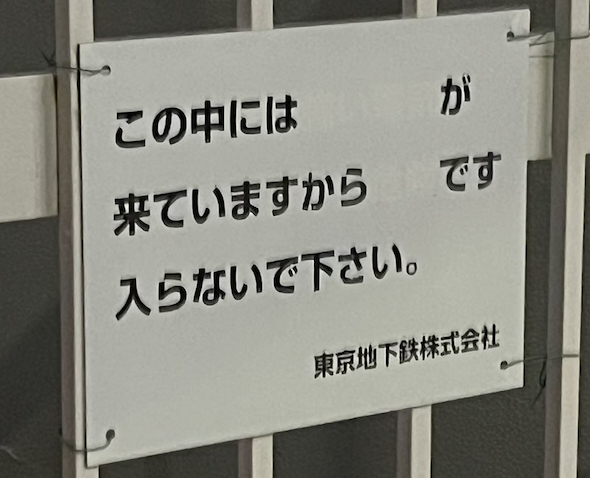 この中には　　　　が
来ていますから　　です
入らないで下さい。
東京地下鉄株式会社